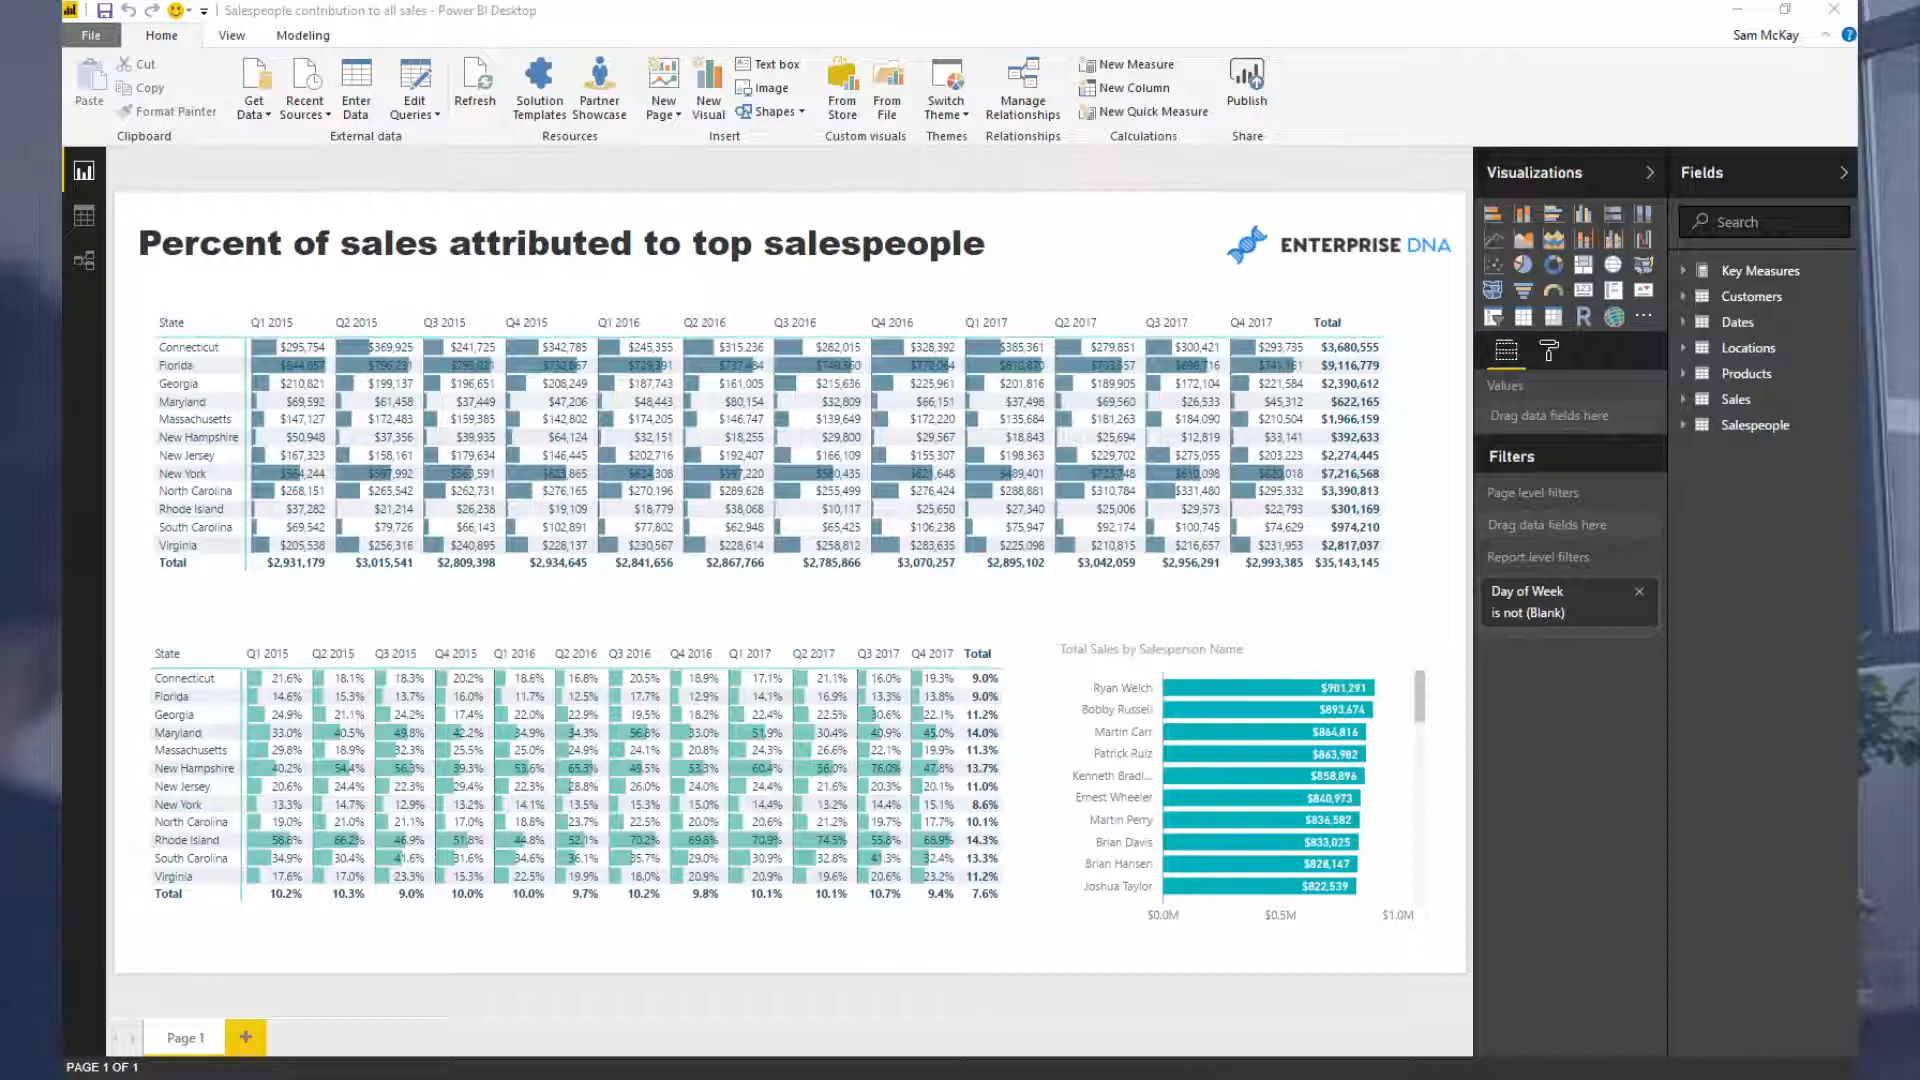 Salespeople contribution to all sales - Power BI Desktop
File Home View Modeling Sam McKay
Paste
Cut
Copy
Format Painter
Clipboard
Get Data
Recent Sources
Enter Data
Edit Queries
External data
Refresh
Solution Templates
Partner Showcase
Resources
New Page
New Visual
Text box
Image
Shapes
Insert
From Store
From File
Custom visuals
Switch Theme
Themes
Manage Relationships
Relationships
New Measure
New Column
New Quick Measure
Calculations
Publish
Share
Percent of sales attributed to top salespeople
ENTERPRISE DNA
State Q1 2015 Q2 2015 Q3 2015 Q4 2015 Q1 2016 Q2 2016 Q3 2016 Q4 2016 Q1 2017 Q2 2017 Q3 2017 Q4 2017 Total
Connecticut $295,754 $369,925 $241,725 $342,785 $245,355 $315,236 $282,015 $328,392 $385,361 $279,851 $300,421 $293,735 $3,680,555
Florida $9,116,779
Georgia $210,821 $199,137 $196,651 $208,249 $187,743 $161,005 $215,636 $225,961 $201,816 $189,905 $172,104 $221,584 $2,390,612
Maryland $69,592 $61,458 $37,449 $47,206 $48,443 $80,154 $32,809 $66,151 $37,498 $69,560 $26,533 $45,312 $622,165
Massachusetts $147,127 $172,483 $159,385 $142,802 $174,205 $146,747 $139,649 $172,220 $135,684 $181,263 $184,090 $210,504 $1,966,159
New Hampshire $50,948 $37,356 $39,935 $64,124 $32,151 $18,255 $29,800 $29,567 $18,843 $25,694 $12,819 $33,141 $392,633
New Jersey $167,323 $158,161 $179,634 $146,445 $202,716 $192,407 $166,109 $155,307 $198,363 $229,702 $275,055 $203,223 $2,274,445
New York $564,244 $597,992 $563,591 $623,865 $624,308 $597,220 $580,435 $621,648 $489,401 $723,748 $610,098 $620,018 $7,216,568
North Carolina $268,151 $265,542 $262,731 $276,165 $270,196 $289,628 $255,499 $276,424 $288,881 $310,784 $331,480 $295,332 $3,390,813
Rhode Island $37,282 $21,214 $26,238 $19,109 $18,779 $38,068 $10,117 $25,650 $27,340 $25,006 $29,573 $22,793 $301,169
South Carolina $69,542 $79,726 $66,143 $102,891 $77,802 $62,948 $65,425 $106,238 $75,947 $92,174 $100,745 $74,629 $974,210
Virginia $205,538 $256,316 $240,895 $228,137 $230,567 $228,614 $258,812 $283,635 $225,098 $210,815 $216,657 $231,953 $2,817,037
Total $2,931,179 $3,015,541 $2,809,398 $2,934,645 $2,841,656 $2,867,766 $2,785,866 $3,070,257 $2,895,102 $3,042,059 $2,956,291 $2,993,385 $35,143,145
State Q1 2015 Q2 2015 Q3 2015 Q4 2015 Q1 2016 Q2 2016 Q3 2016 Q4 2016 Q1 2017 Q2 2017 Q3 2017 Q4 2017 Total
Connecticut 21.6% 18.1% 18.3% 20.2% 18.6% 16.8% 20.5% 18.9% 17.1% 21.1% 16.0% 19.3% 9.0%
Florida 14.6% 15.3% 13.7% 16.0% 11.7% 12.5% 17.7% 12.9% 14.1% 16.9% 13.3% 13.8% 9.0%
Georgia 24.9% 21.1% 24.2% 17.4% 22.0% 22.9% 19.5% 18.2% 22.4% 22.5% 30.6% 22.1% 11.2%
Maryland 33.0% 40.5% 49.8% 42.2% 34.9% 34.3% 56.8% 33.0% 51.9% 30.4% 40.9% 45.0% 14.0%
Massachusetts 29.8% 18.9% 32.3% 25.5% 25.0% 24.9% 24.1% 20.8% 24.3% 26.6% 22.1% 19.9% 11.3%
New Hampshire 40.2% 54.4% 56.3% 39.3% 53.6% 65.3% 49.5% 53.3% 60.4% 56.0% 76.0% 47.8% 13.7%
New Jersey 20.6% 24.4% 22.3% 29.4% 22.3% 28.8% 26.0% 24.0% 24.4% 21.6% 20.3% 20.1% 11.0%
New York 13.3% 14.7% 12.9% 13.2% 14.1% 13.5% 15.3% 15.0% 14.4% 13.2% 14.4% 15.1% 8.6%
North Carolina 19.0% 21.0% 21.1% 17.0% 18.8% 23.7% 22.5% 20.0% 20.6% 21.2% 19.7% 17.7% 10.1%
Rhode Island 58.6% 66.2% 46.9% 51.8% 44.8% 52.1% 70.2% 69.8% 70.9% 74.5% 55.8% 68.9% 14.3%
South Carolina 34.9% 30.4% 41.6% 31.6% 34.6% 36.1% 35.7% 29.0% 30.9% 32.8% 41.3% 32.4% 13.3%
Virginia 17.6% 17.0% 23.3% 15.3% 22.5% 19.9% 18.0% 20.9% 20.9% 19.6% 20.6% 23.2% 11.2%
Total 10.2% 10.3% 9.0% 10.0% 10.0% 9.7% 10.2% 9.8% 10.1% 10.1% 10.7% 9.4% 7.6%
Total Sales by Salesperson Name
Ryan Welch $901,291
Bobby Russell $893,674
Martin Carr $864,816
Patrick Ruiz $863,982
Kenneth Bradl... $858,896
Ernest Wheeler $840,973
Martin Perry $836,582
Brian Davis $833,025
Brian Hansen $828,147
Joshua Taylor $822,539
$0.0M $0.5M $1.0M
Visualizations
Values
Drag data fields here
Filters
Page level filters
Drag data fields here
Report level filters
Day of Week
is not (Blank)
Fields
Search
Key Measures
Customers
Dates
Locations
Products
Sales
Salespeople
Page 1
PAGE 1 OF 1